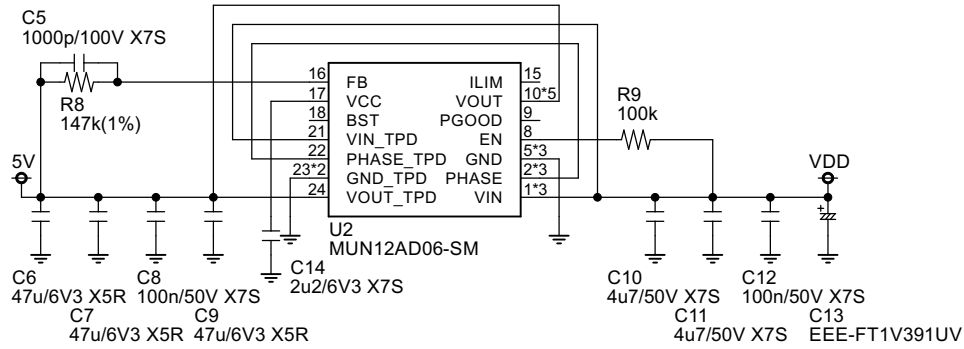 C5
1000p/100V X7S
R8
147k(1%)
5V
16 FB ILIM 15
17 VCC VOUT 10*5
18 BST PGOOD 9
21 VIN_TPD EN 8
22 PHASE_TPD GND 5*3
23*2 GND_TPD PHASE 2*3
24 VOUT_TPD VIN 1*3
U2
MUN12AD06-SM
R9
100k
VDD
+
C6
47u/6V3 X5R
C7
47u/6V3 X5R
C8
100n/50V X7S
C9
47u/6V3 X5R
C14
2u2/6V3 X7S
C10
4u7/50V X7S
C11
4u7/50V X7S
C12
100n/50V X7S
C13
EEE-FT1V391UV